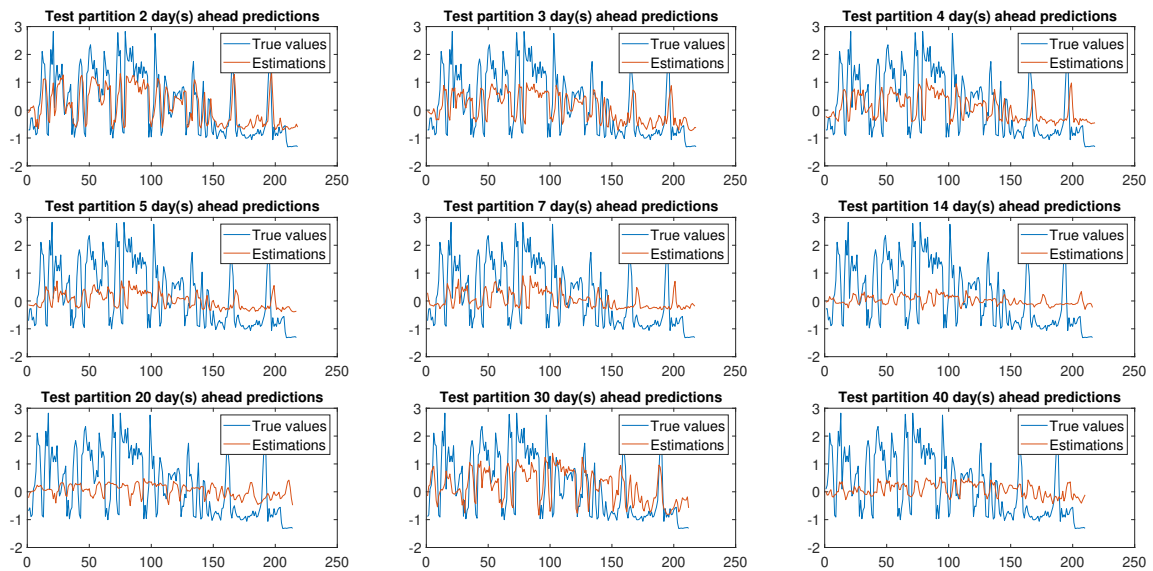 Test partition 2 day(s) ahead predictions
3
2
1
0
-1
-2
0 50 100 150 200 250
True values
Estimations
Test partition 3 day(s) ahead predictions
3
2
1
0
-1
-2
0 50 100 150 200 250
True values
Estimations
Test partition 4 day(s) ahead predictions
3
2
1
0
-1
-2
0 50 100 150 200 250
True values
Estimations
Test partition 5 day(s) ahead predictions
3
2
1
0
-1
-2
0 50 100 150 200 250
True values
Estimations
Test partition 7 day(s) ahead predictions
3
2
1
0
-1
-2
0 50 100 150 200 250
True values
Estimations
Test partition 14 day(s) ahead predictions
3
2
1
0
-1
-2
0 50 100 150 200 250
True values
Estimations
Test partition 20 day(s) ahead predictions
3
2
1
0
-1
-2
0 50 100 150 200 250
True values
Estimations
Test partition 30 day(s) ahead predictions
3
2
1
0
-1
-2
0 50 100 150 200 250
True values
Estimations
Test partition 40 day(s) ahead predictions
3
2
1
0
-1
-2
0 50 100 150 200 250
True values
Estimations